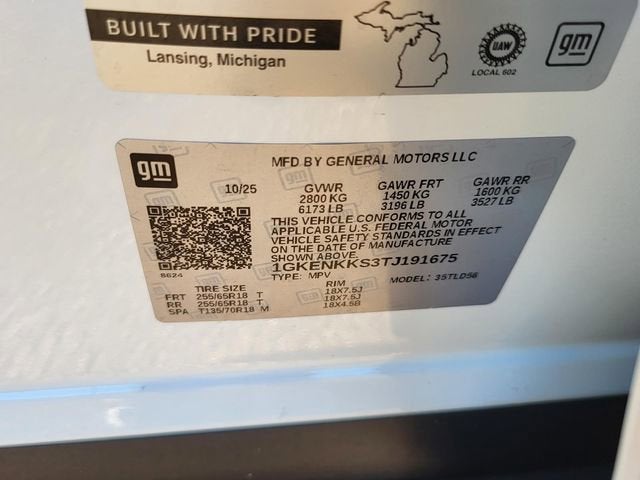 BUILT WITH PRIDE
Lansing, Michigan
UAW
LOCAL 602
gm
gm
MFD BY GENERAL MOTORS LLC
10/25 GVWR GAWR FRT GAWR RR
2800 KG 1450 KG 1600 KG
6173 LB 3196 LB 3527 LB
THIS VEHICLE CONFORMS TO ALL
APPLICABLE U.S. FEDERAL MOTOR
VEHICLE SAFETY STANDARDS IN EFFECT
ON THE DATE OF MANUFACTURE
SHOWN ABOVE.
1GKENKKS3TJ191675
8624
TYPE: MPV MODEL: 35TLD56
TIRE SIZE RIM
FRT 255/65R18 T 18X7.5J
RR 255/65R18 T 18X7.5J
SPA T135/70R18 M 18X4.5B